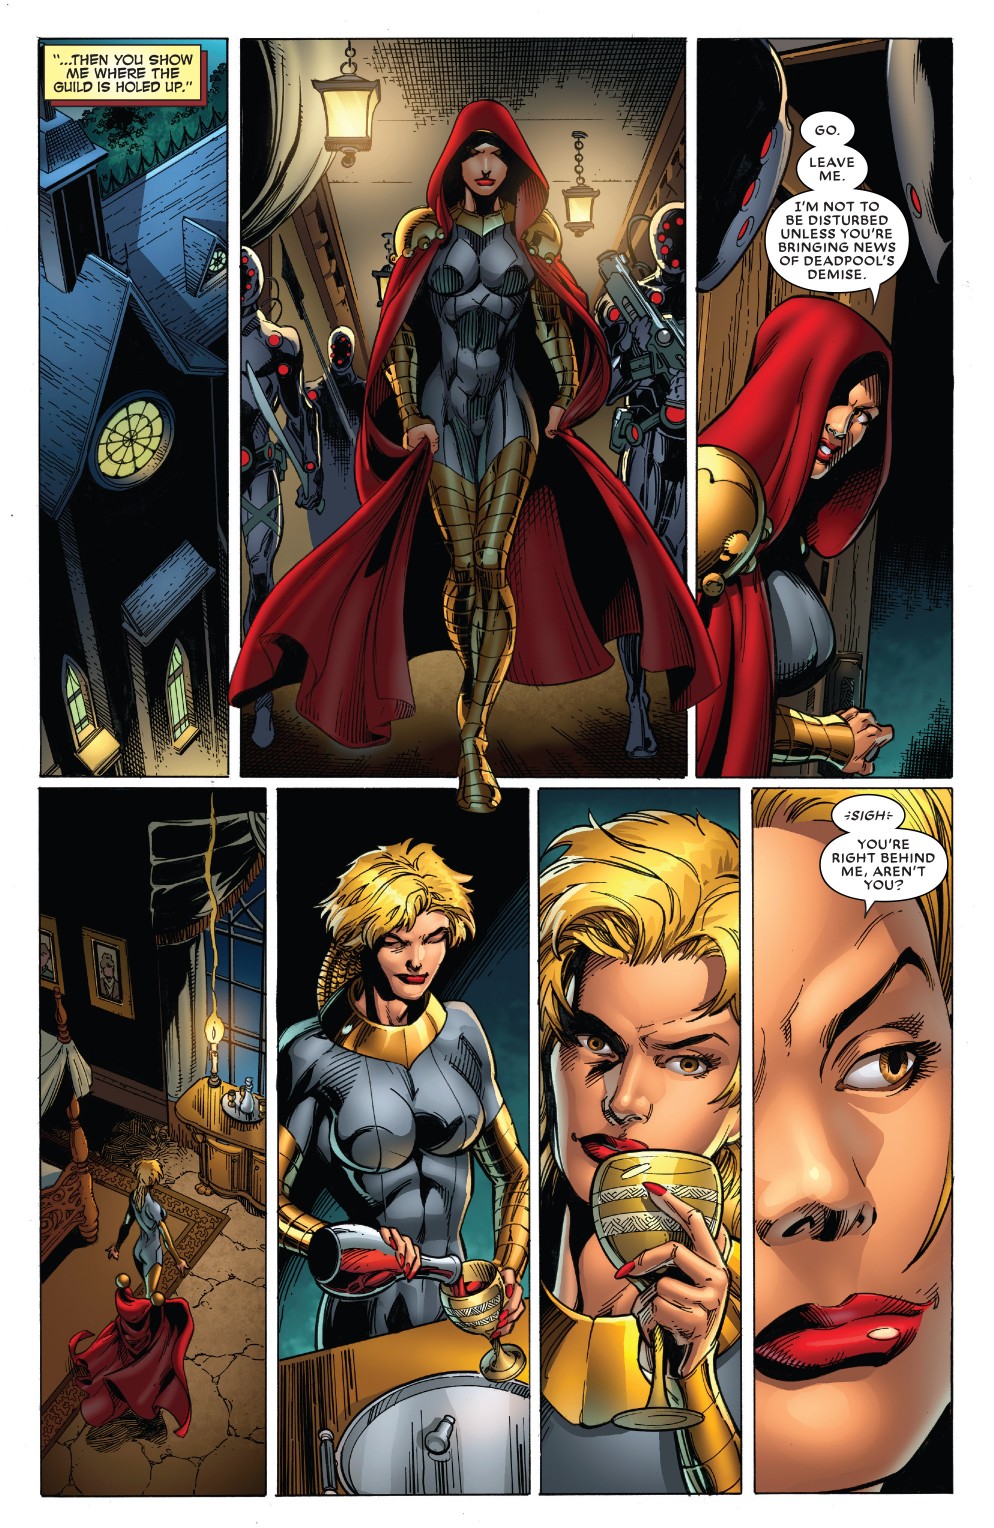 "...THEN YOU SHOW
ME WHERE THE
GUILD IS HOLED UP."
GO.
LEAVE
ME.
I'M NOT TO
BE DISTURBED
UNLESS YOU'RE
BRINGING NEWS
OF DEADPOOL'S
DEMISE.
÷SIGH÷
YOU'RE
RIGHT BEHIND
ME, AREN'T
YOU?